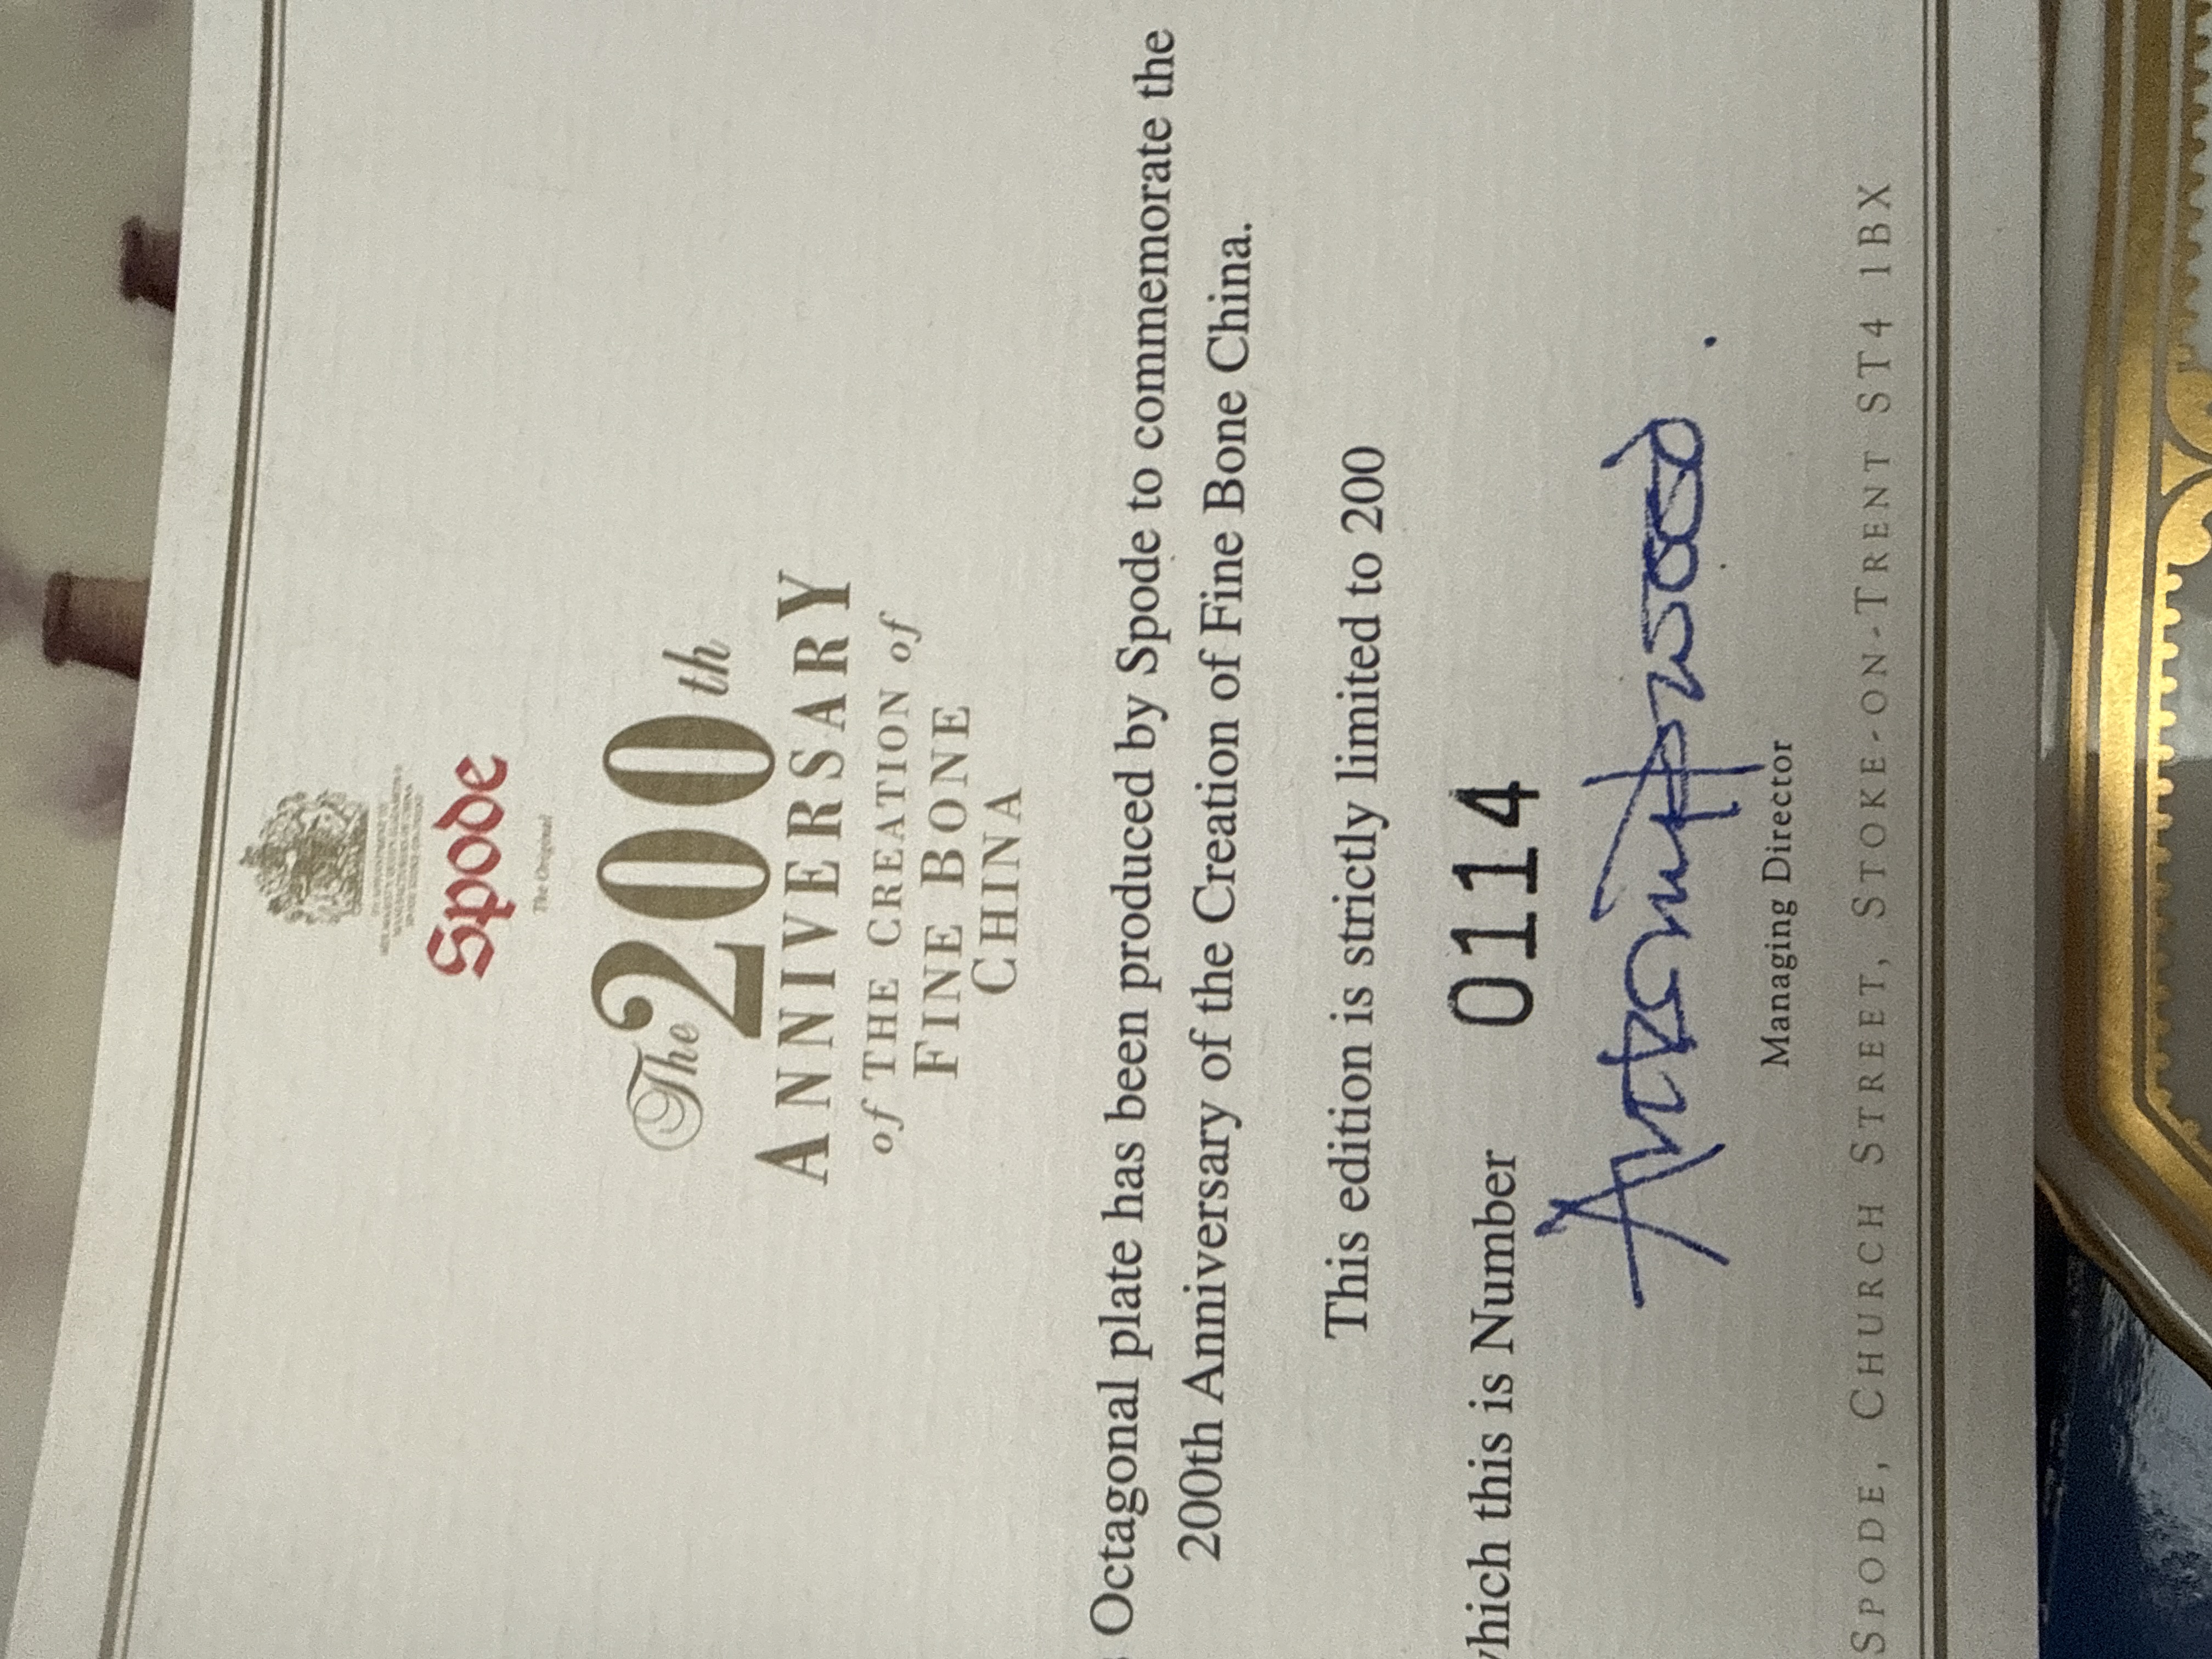 Spode
The Original
The 200th
ANNIVERSARY
of THE CREATION of
FINE BONE
CHINA
Octagonal plate has been produced by Spode to commemorate the
200th Anniversary of the Creation of Fine Bone China.
This edition is strictly limited to 200
which this is Number 0114
Managing Director
SPODE, CHURCH STREET, STOKE-ON-TRENT ST4 1BX